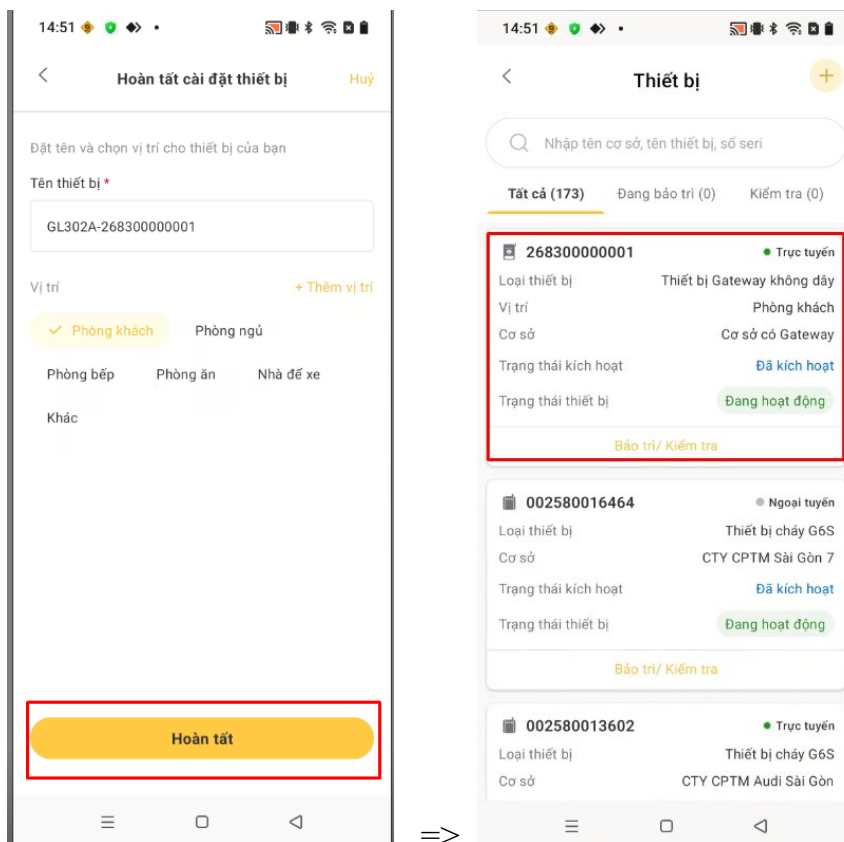 14:51
Hoàn tất cài đặt thiết bị
Huỷ
Đặt tên và chọn vị trí cho thiết bị của bạn
Tên thiết bị *
GL302A-268300000001
Vị trí
+ Thêm vị trí
Phòng khách
Phòng ngủ
Phòng bếp
Phòng ăn
Nhà để xe
Khác
Hoàn tất
=>
14:51
Thiết bị
+
Nhập tên cơ sở, tên thiết bị, số seri
Tất cả (173)
Đang bảo trì (0)
Kiểm tra (0)
268300000001
Trực tuyến
Loại thiết bị
Thiết bị Gateway không dây
Vị trí
Phòng khách
Cơ sở
Cơ sở có Gateway
Trạng thái kích hoạt
Đã kích hoạt
Trạng thái thiết bị
Đang hoạt động
Bảo trì/ Kiểm tra
002580016464
Ngoại tuyến
Loại thiết bị
Thiết bị cháy G6S
Cơ sở
CTY CPTM Sài Gòn 7
Trạng thái kích hoạt
Đã kích hoạt
Trạng thái thiết bị
Đang hoạt động
Bảo trì/ Kiểm tra
002580013602
Trực tuyến
Loại thiết bị
Thiết bị cháy G6S
Cơ sở
CTY CPTM Audi Sài Gòn